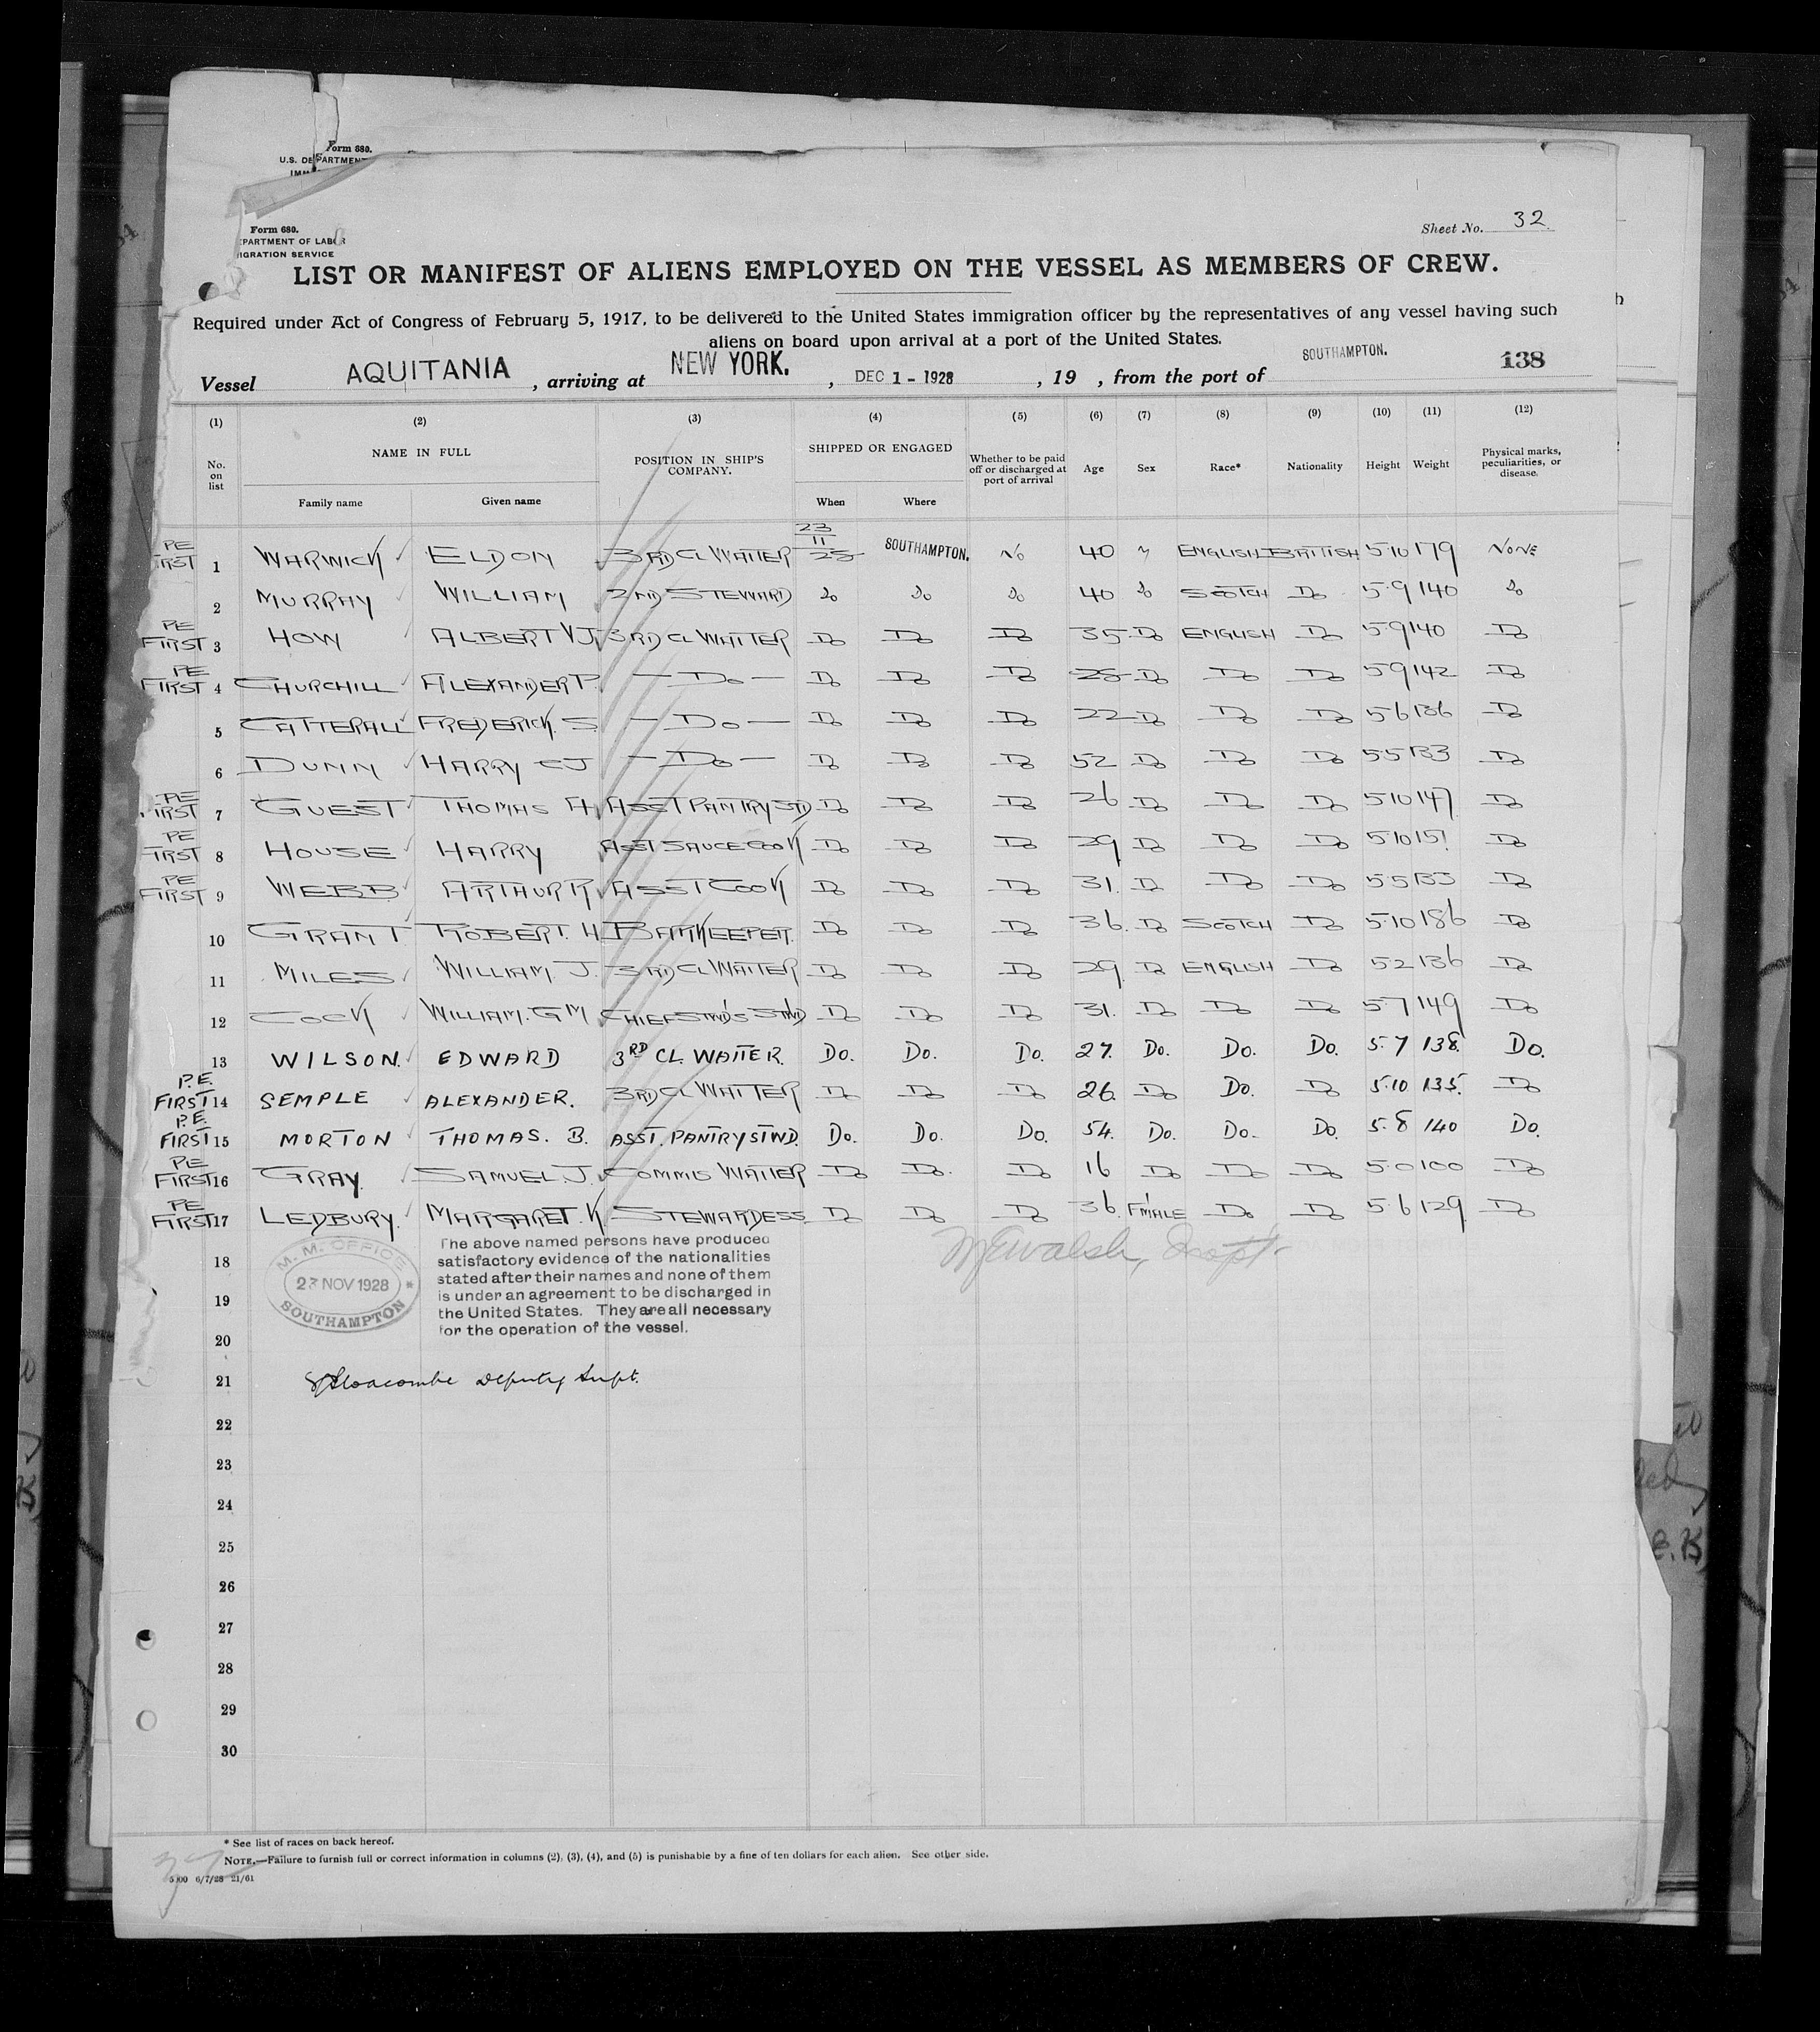 Form 680.
U.S. DEPARTMENT
Form 680.
EPARTMENT OF LABOR
IGRATION SERVICE
Sheet No. 32
LIST OR MANIFEST OF ALIENS EMPLOYED ON THE VESSEL AS MEMBERS OF CREW.
Required under Act of Congress of February 5, 1917, to be delivered to the United States immigration officer by the representatives of any vessel having such
aliens on board upon arrival at a port of the United States.
Vessel AQUITANIA, arriving at NEW YORK., DEC 1 - 1928, 19 , from the port of SOUTHAMPTON. 138
(1) (2) (3) (4) (5) (6) (7) (8) (9) (10) (11) (12)
No. on list NAME IN FULL POSITION IN SHIP'S COMPANY. SHIPPED OR ENGAGED Whether to be paid off or discharged at port of arrival Age Sex Race* Nationality Height Weight Physical marks, peculiarities, or disease.
Family name Given name When Where
PE FIRST 1 WARWICK ELDON 3RD CL WAITER 23 11 28 SOUTHAMPTON. No 40 M ENGLISH BRITISH 5.10 179 NONE
2 MURRAY WILLIAM 2ND STEWARD Do Do Do 40 Do SCOTCH Do 5.9 140 Do
PE FIRST 3 HOW ALBERT V J 3RD CL WAITER Do Do Do 35 Do ENGLISH Do 5.9 140 Do
PE FIRST 4 CHURCHILL ALEXANDER P. — Do — Do Do Do 28 Do Do Do 5.9 142 Do
5 CATTERALL FREDERICK. S — Do — Do Do Do 22 Do Do Do 5.6 136 Do
6 DUNN HARRY C J — Do — Do Do Do 52 Do Do Do 5.5 133 Do
PE FIRST 7 GUEST THOMAS H ASST PANTRY STD Do Do Do 26 Do Do Do 5.10 147 Do
PE FIRST 8 HOUSE HARRY ASST SAUCE COOK Do Do Do 29 Do Do Do 5.10 151 Do
PE FIRST 9 WEBB ARTHUR R ASST COOK Do Do Do 31. Do Do Do 5.5 133 Do
10 GRANT ROBERT. H BARKEEPER. Do Do Do 36. Do SCOTCH Do 5.10 186 Do
11 MILES WILLIAM. J. 3RD CL WAITER Do Do Do 29. Do ENGLISH Do 5.2 136 Do
12 COOK WILLIAM. G M CHIEF STWD'S STWD Do Do Do 31. Do Do Do 5.7 149 Do
13 WILSON. EDWARD 3RD CL. WAITER. Do. Do. Do. 27. Do. Do. Do. 5.7 138. Do.
P.E. FIRST 14 SEMPLE ALEXANDER. 3RD CL WAITER Do Do Do 26. Do Do. Do 5.10 135. Do
P.E. FIRST 15 MORTON THOMAS. B. ASST. PANTRY STWD. Do. Do. Do. 54. Do. Do. Do. 5.8 140 Do.
PE FIRST 16 GRAY. SAMUEL. J. COMMIS WAITER Do Do. Do 16 Do Do Do 5.0 100 Do
PE FIRST 17 LEDBURY. MARGARET. K STEWARDESS Do Do Do 36. F'MALE Do Do 5.6 129. Do
18
19
20
M. M. OFFICE
23 NOV 1928
SOUTHAMPTON
The above named persons have produced
satisfactory evidence of the nationalities
stated after their names and none of them
is under an agreement to be discharged in
the United States. They are all necessary
for the operation of the vessel.
21 Deputy Supt.
22
23
24
25
26
27
28
29
30
* See list of races on back hereof.
NOTE.—Failure to furnish full or correct information in columns (2), (3), (4), and (5) is punishable by a fine of ten dollars for each alien. See other side.
6/7/28 21/61